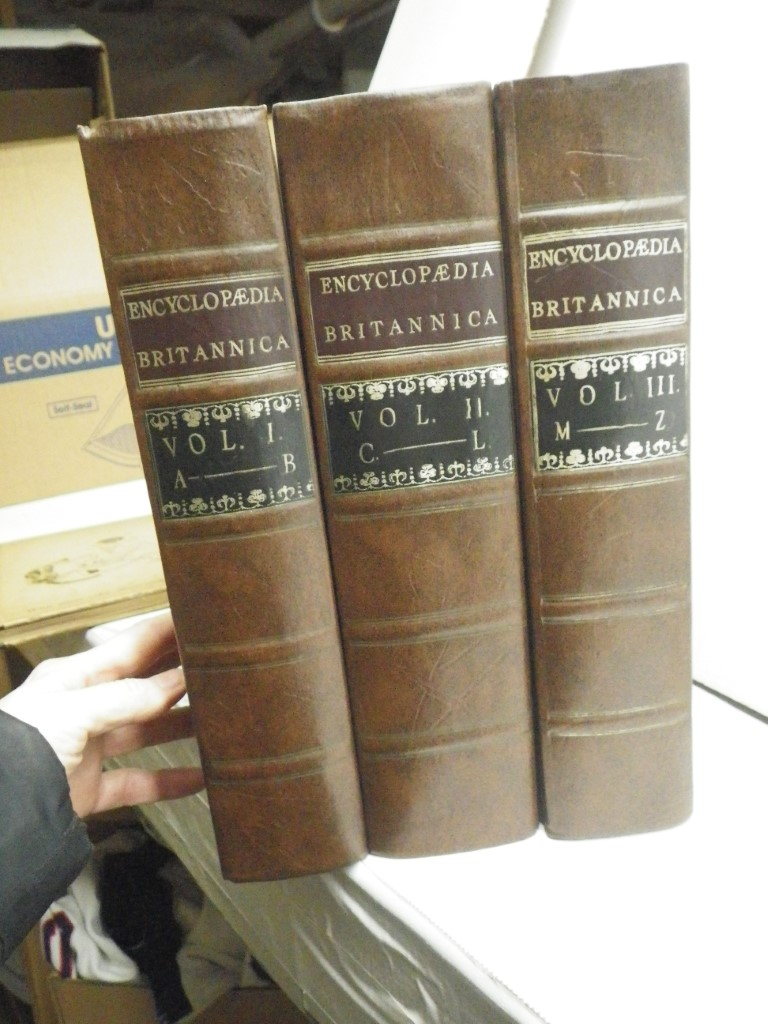 ENCYCLOPÆDIA
BRITANNICA
VOL. I.
A — B
ENCYCLOPÆDIA
BRITANNICA
VOL. II.
C. — L.
ENCYCLOPÆDIA
BRITANNICA
VOL III.
M — Z
U
ECONOMY